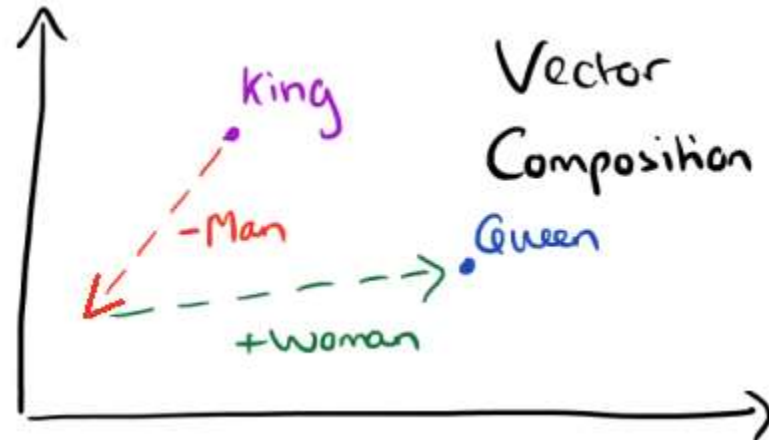 King
Vector
Composition
-Man
Queen
+Woman